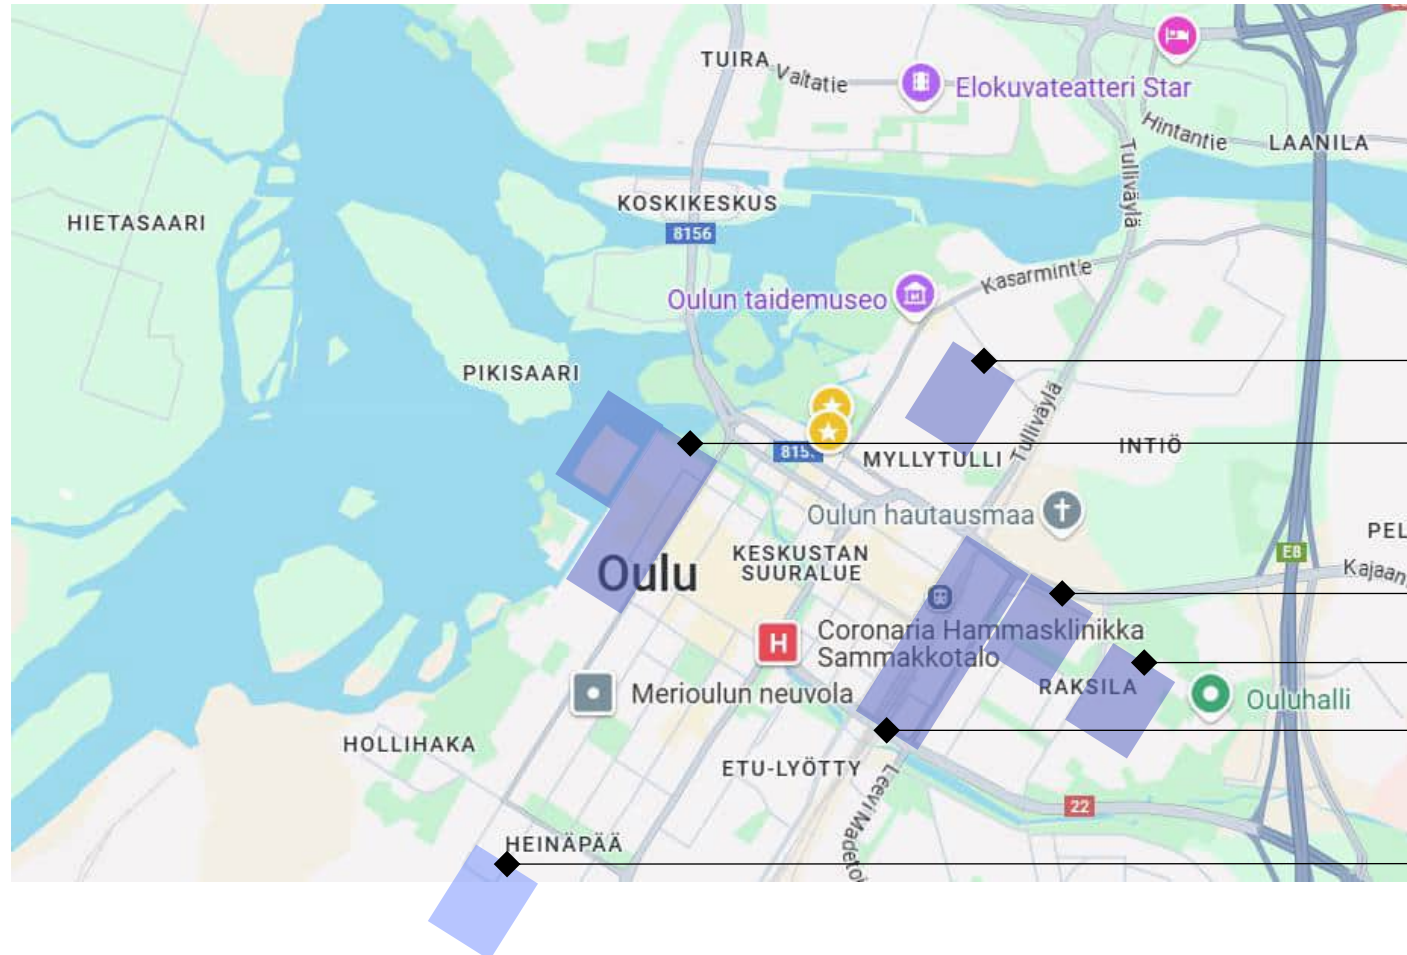 TUIRA
Valtatie
Elokuvateatteri Star
Hintantie
LAANILA
Tulliväylä
HIETASAARI
KOSKIKESKUS
8156
Kasarmintie
Oulun taidemuseo
PIKISAARI
Tulliväylä
INTIÖ
MYLLYTULLI
Oulun hautausmaa
PEL
E8
Kajaan
KESKUSTAN
SUURALUE
Oulu
H
Coronaria Hammasklinikka
Sammakkotalo
RAKSILA
Merioulun neuvola
Ouluhalli
HOLLIHAKA
ETU-LYÖTTY
Leevi Madetoj
22
HEINÄPÄÄ